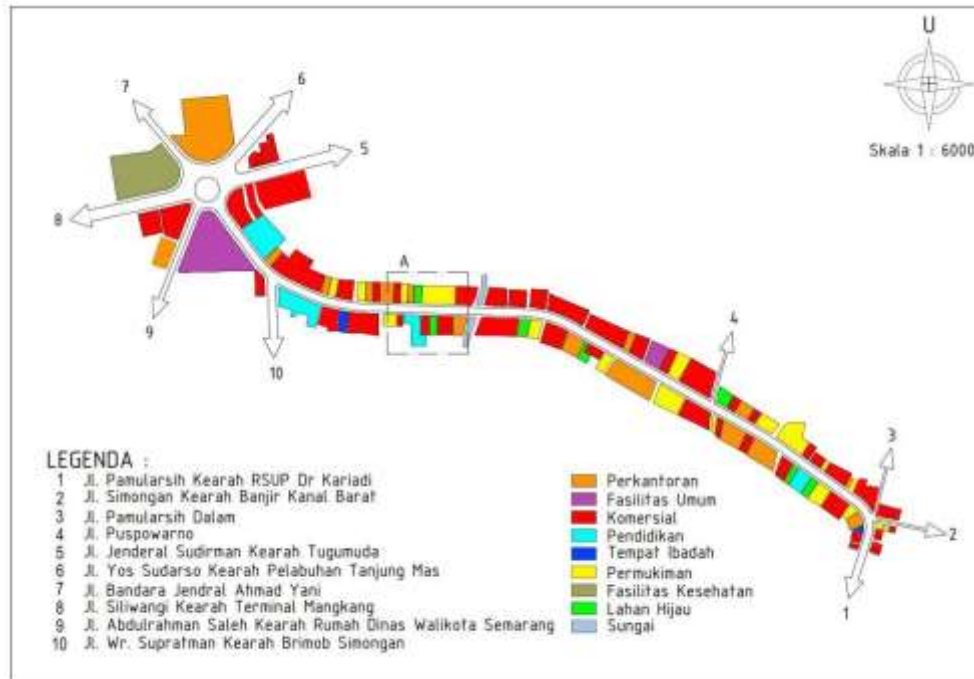 U
Skala 1 : 6000
7
6
5
8
9
10
A
4
3
2
1
LEGENDA :
1 Jl. Pamularsih Kearah RSUP Dr Kariadi
2 Jl. Simongan Kearah Banjir Kanal Barat
3 Jl. Pamularsih Dalam
4 Jl. Puspowarno
5 Jl. Jenderal Sudirman Kearah Tugumuda
6 Jl. Yos Sudarso Kearah Pelabuhan Tanjung Mas
7 Jl. Bandara Jendral Ahmad Yani
8 Jl. Siliwangi Kearah Terminal Mangkang
9 Jl. Abdulrahman Saleh Kearah Rumah Dinas Walikota Semarang
10 Jl. Wr. Supratman Kearah Brimob Simongan
Perkantoran
Fasilitas Umum
Komersial
Pendidikan
Tempat Ibadah
Permukiman
Fasilitas Kesehatan
Lahan Hijau
Sungai